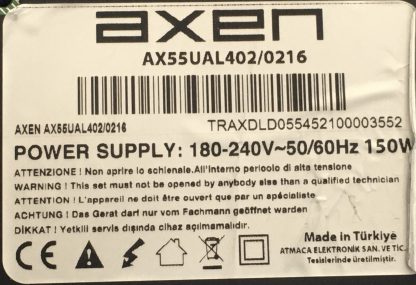 axen
AX55UAL402/0216
AXEN AX55UAL402/0216 TRAXDLD055452100003552
POWER SUPPLY: 180-240V~50/60Hz 150W
ATTENZIONE ! Non aprire lo schienale.All'interno pericolo di alta tensione
WARNING ! This set must not be opened by anybody else than a qualified technician
ATTENTION ! L'appareil ne doit être ouvert que par un spécialiste
ACHTUNG ! Das Gerat darf nur vom Fachmann geöffnet warden
DİKKAT ! Yetkili servis dışında cihaz açılmamalıdır.
CE
Made in Türkiye
ATMACA ELEKTRONİK SAN. VE TİC.
Tesislerinde üretilmektedir.